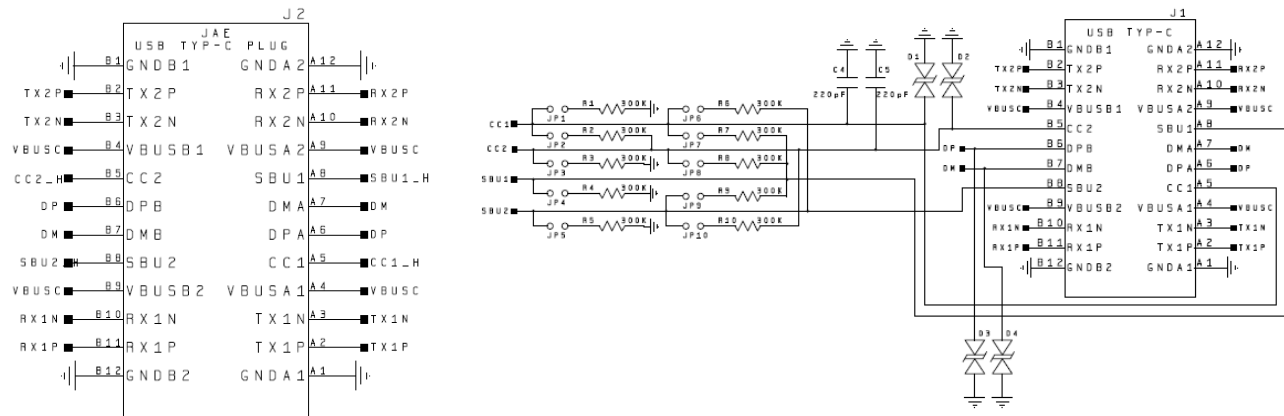 J2
JAE
USB TYP-C PLUG
B1 GNDB1 GNDA2 A12
TX2P B2 TX2P RX2P A11 RX2P
TX2N B3 TX2N RX2N A10 RX2N
VBUSC B4 VBUSB1 VBUSA2 A9 VBUSC
CC2_H B5 CC2 SBU1 A8 SBU1_H
DP B6 DPB DMA A7 DM
DM B7 DMB DPA A6 DP
SBU2_H B8 SBU2 CC1 A5 CC1_H
VBUSC B9 VBUSB2 VBUSA1 A4 VBUSC
RX1N B10 RX1N TX1N A3 TX1N
RX1P B11 RX1P TX1P A2 TX1P
B12 GNDB2 GNDA1 A1
CC1
CC2
SBU1
SBU2
JP1 R1 300K
JP2 R2 300K
JP3 R3 300K
JP4 R4 300K
JP5 R5 300K
JP6 R6 300K
JP7 R7 300K
JP8 R8 300K
JP9 R9 300K
JP10 R10 300K
C4
220pF
C5
220pF
D1
D2
DP
DM
D3
D4
J1
USB TYP-C
B1 GNDB1 GNDA2 A12
TX2P B2 TX2P RX2P A11 RX2P
TX2N B3 TX2N RX2N A10 RX2N
VBUSC B4 VBUSB1 VBUSA2 A9 VBUSC
B5 CC2 SBU1 A8
B6 DPB DMA A7 DM
B7 DMB DPA A6 DP
B8 SBU2 CC1 A5
VBUSC B9 VBUSB2 VBUSA1 A4 VBUSC
RX1N B10 RX1N TX1N A3 TX1N
RX1P B11 RX1P TX1P A2 TX1P
B12 GNDB2 GNDA1 A1